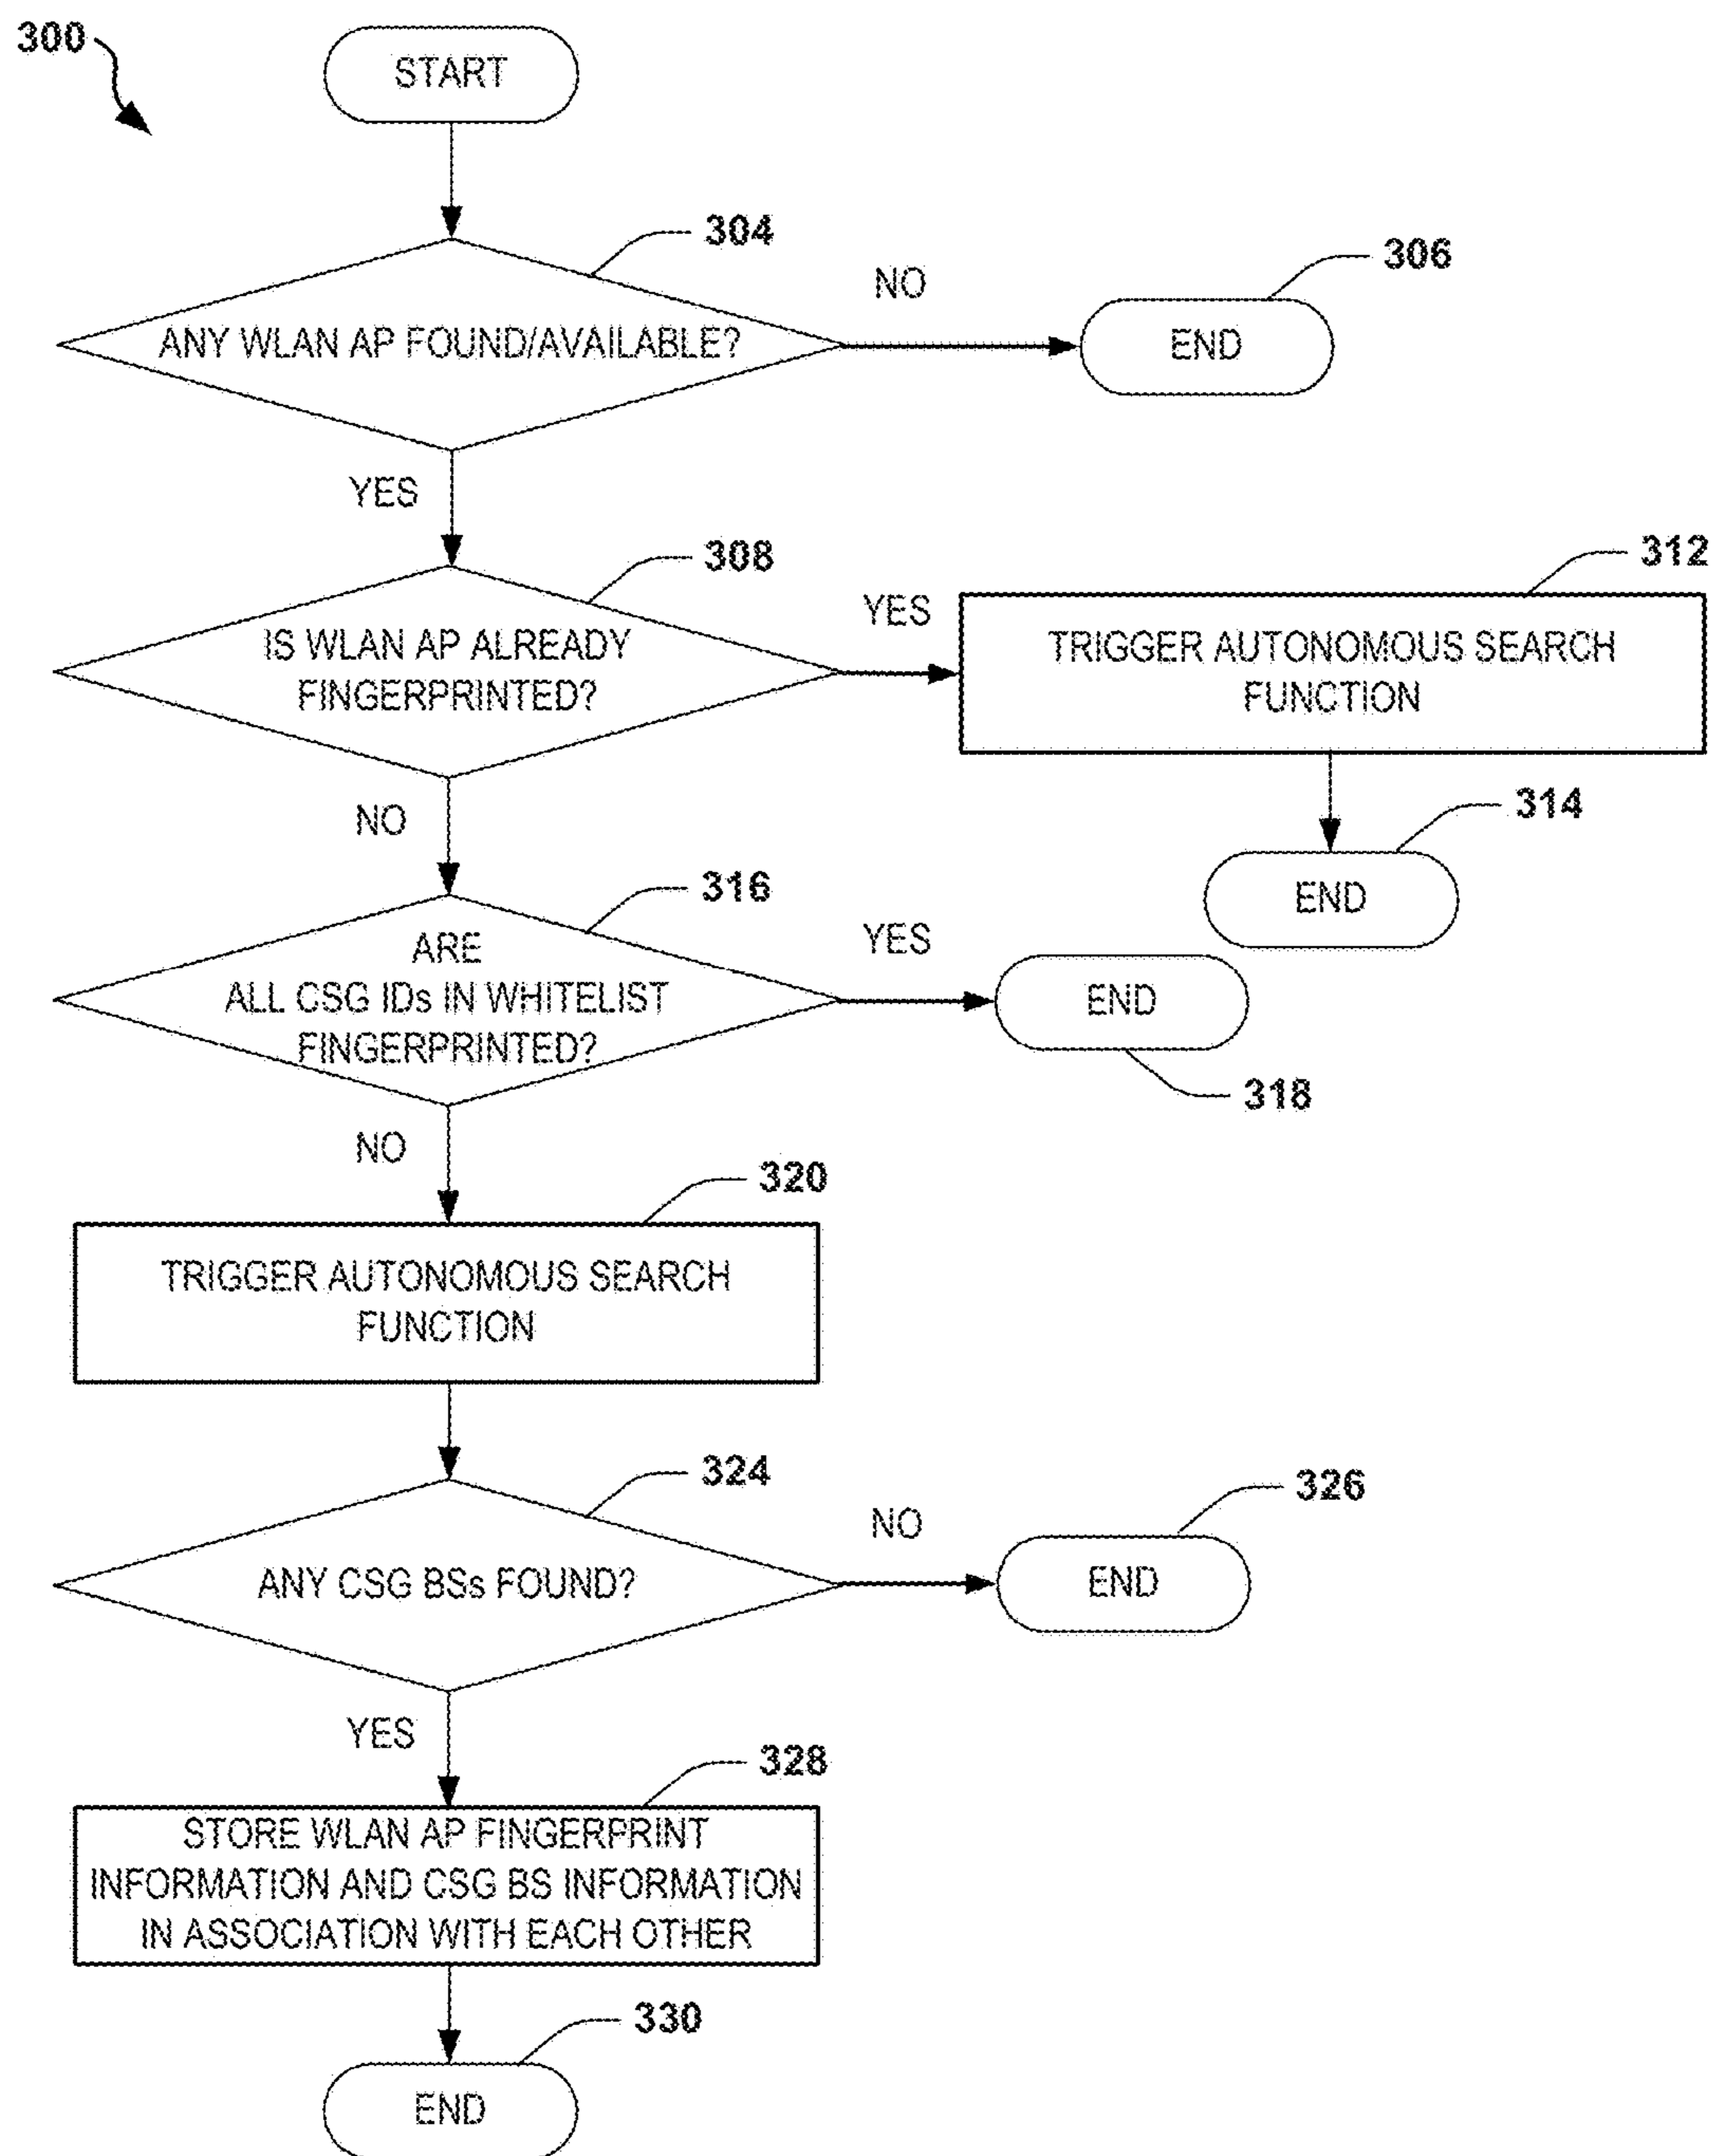 300
START
304
ANY WLAN AP FOUND/AVAILABLE?
NO
306
END
YES
308
IS WLAN AP ALREADY
FINGERPRINTED?
YES
312
TRIGGER AUTONOMOUS SEARCH
FUNCTION
314
END
NO
316
ARE
ALL CSG IDs IN WHITELIST
FINGERPRINTED?
YES
END
318
NO
320
TRIGGER AUTONOMOUS SEARCH
FUNCTION
324
ANY CSG BSs FOUND?
NO
326
END
YES
328
STORE WLAN AP FINGERPRINT
INFORMATION AND CSG BS INFORMATION
IN ASSOCIATION WITH EACH OTHER
330
END